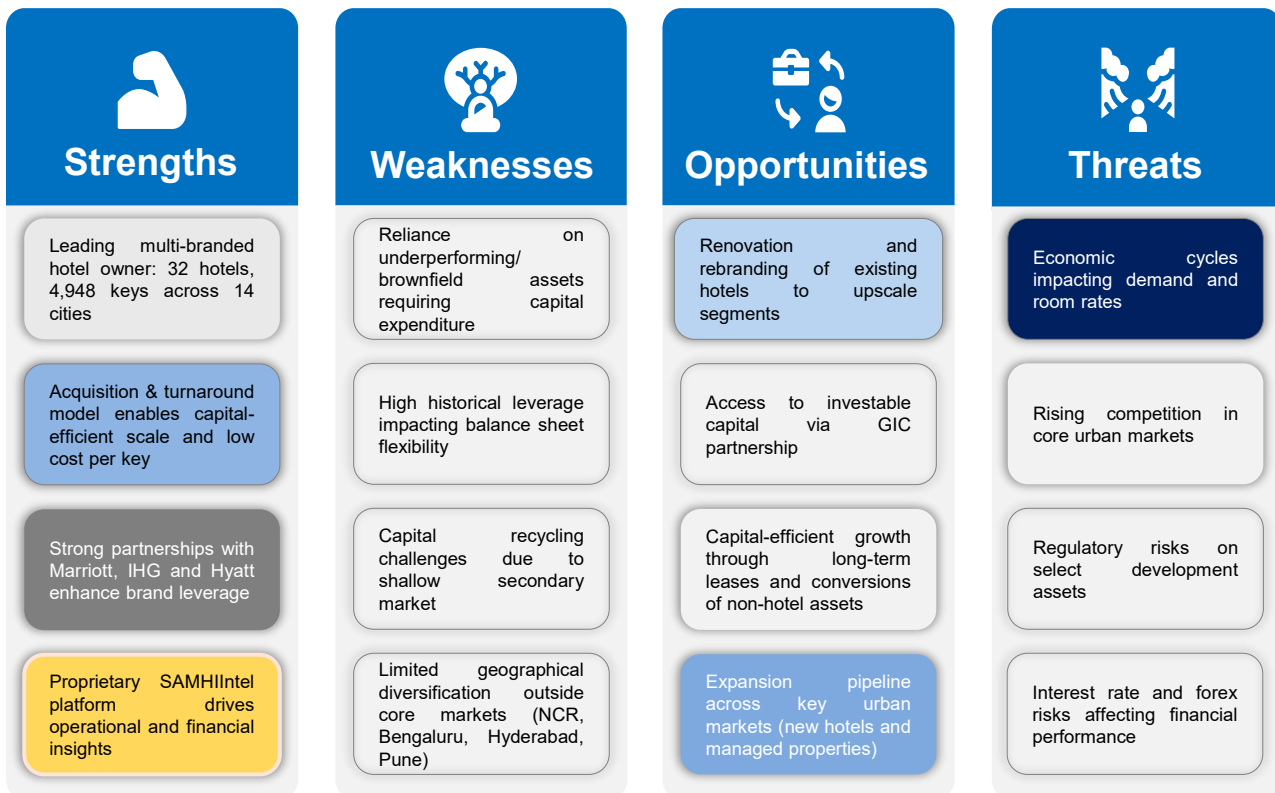 Strengths
Leading multi-branded
hotel owner: 32 hotels,
4,948 keys across 14
cities
Acquisition & turnaround
model enables capital-
efficient scale and low
cost per key
Strong partnerships with
Marriott, IHG and Hyatt
enhance brand leverage
Proprietary SAMHIIntel
platform drives
operational and financial
insights
Weaknesses
Reliance on
underperforming/
brownfield assets
requiring capital
expenditure
High historical leverage
impacting balance sheet
flexibility
Capital recycling
challenges due to
shallow secondary
market
Limited geographical
diversification outside
core markets (NCR,
Bengaluru, Hyderabad,
Pune)
Opportunities
Renovation and
rebranding of existing
hotels to upscale
segments
Access to investable
capital via GIC
partnership
Capital-efficient growth
through long-term
leases and conversions
of non-hotel assets
Expansion pipeline
across key urban
markets (new hotels and
managed properties)
Threats
Economic cycles
impacting demand and
room rates
Rising competition in
core urban markets
Regulatory risks on
select development
assets
Interest rate and forex
risks affecting financial
performance